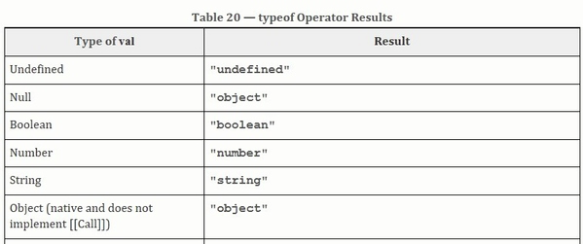 Table 20 — typeof Operator Results
Type of val Result
Undefined "undefined"
Null "object"
Boolean "boolean"
Number "number"
String "string"
Object (native and does not "object"
implement [[Call]])